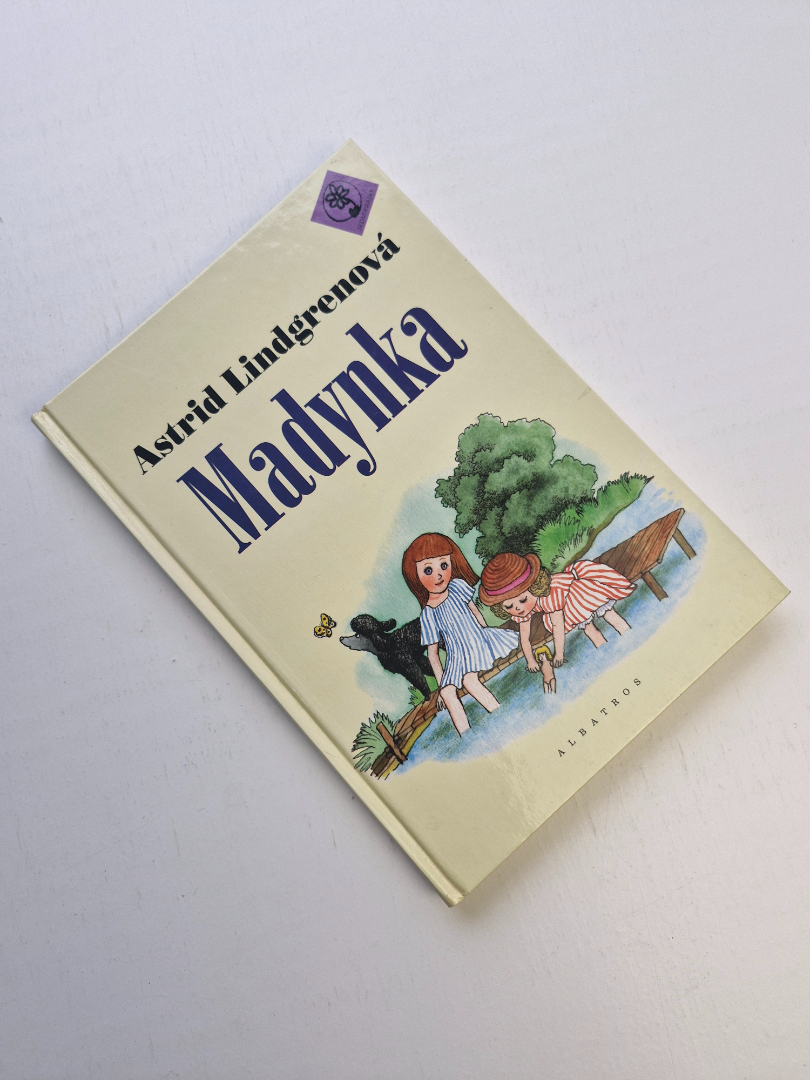 Astrid Lindgrenová
Madynka
ALBATROS